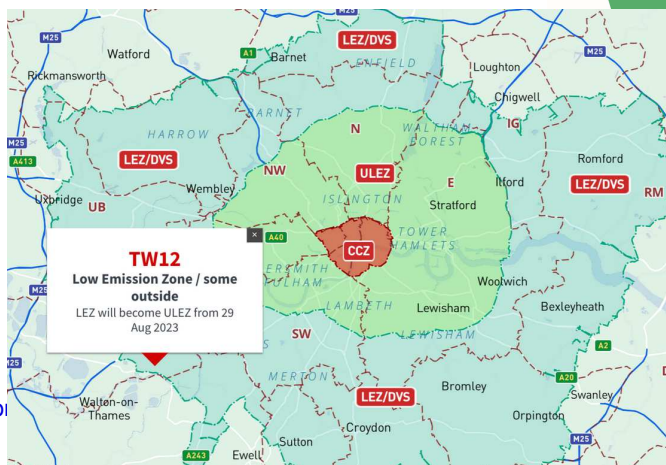 M25
Watford
A1
Barnet
LEZ/DVS
ENFIELD
Loughton
Rickmansworth
Chigwell
M25
HARROW
BARNET
N
WALTHAM
FOREST
IG
A413
LEZ/DVS
NW
ULEZ
E
Romford
LEZ/DVS
Wembley
ISLINGTON
Ilford
RM
Uxbridge
UB
Stratford
A40
CCZ
TOWER
HAMLETS
×
TW12
Low Emission Zone / some
outside
LEZ will become ULEZ from 29
Aug 2023
LAMBETH
Woolwich
Lewisham
Bexleyheath
SW
LEWISHAM
A2
M25
MERTON
LEZ/DVS
Bromley
A20
Swanley
Walton-on-
Thames
Croydon
Orpington
M25
A243
Ewell
Sutton